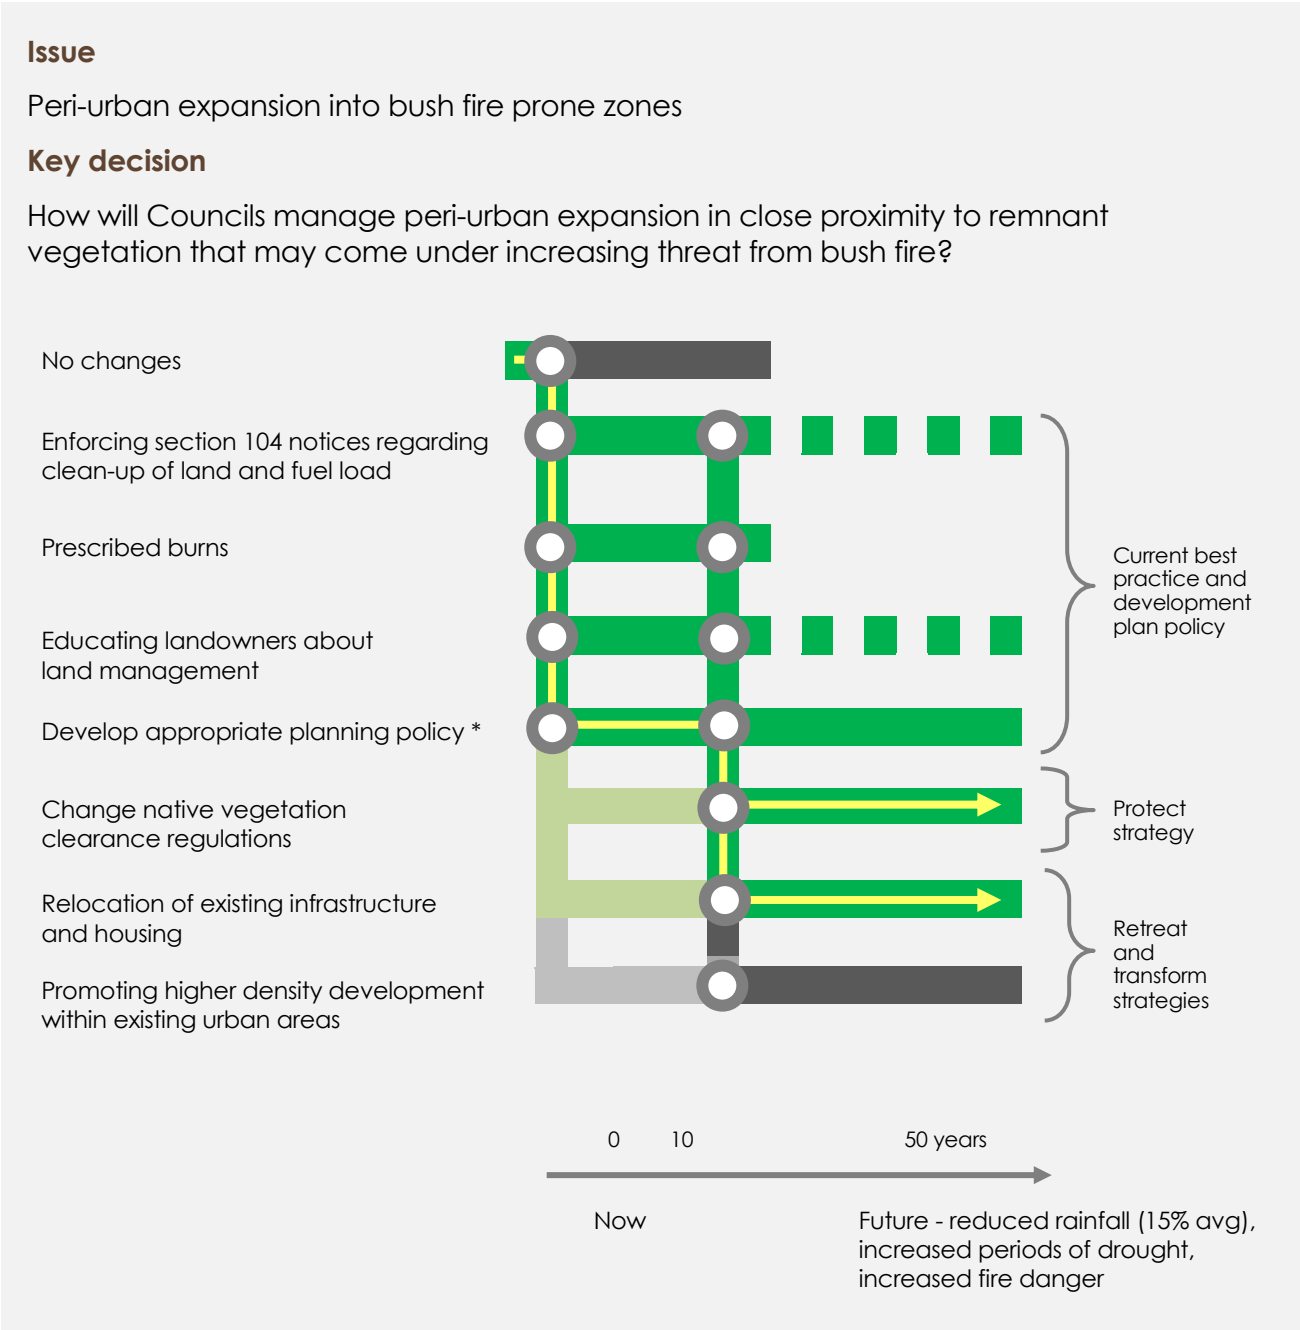 Issue
Peri-urban expansion into bush fire prone zones
Key decision
How will Councils manage peri-urban expansion in close proximity to remnant
vegetation that may come under increasing threat from bush fire?
No changes
Enforcing section 104 notices regarding
clean-up of land and fuel load
Prescribed burns
Educating landowners about
land management
Develop appropriate planning policy *
Change native vegetation
clearance regulations
Relocation of existing infrastructure
and housing
Promoting higher density development
within existing urban areas
Current best
practice and
development
plan policy
Protect
strategy
Retreat
and
transform
strategies
0 10 50 years
Now
Future - reduced rainfall (15% avg),
increased periods of drought,
increased fire danger